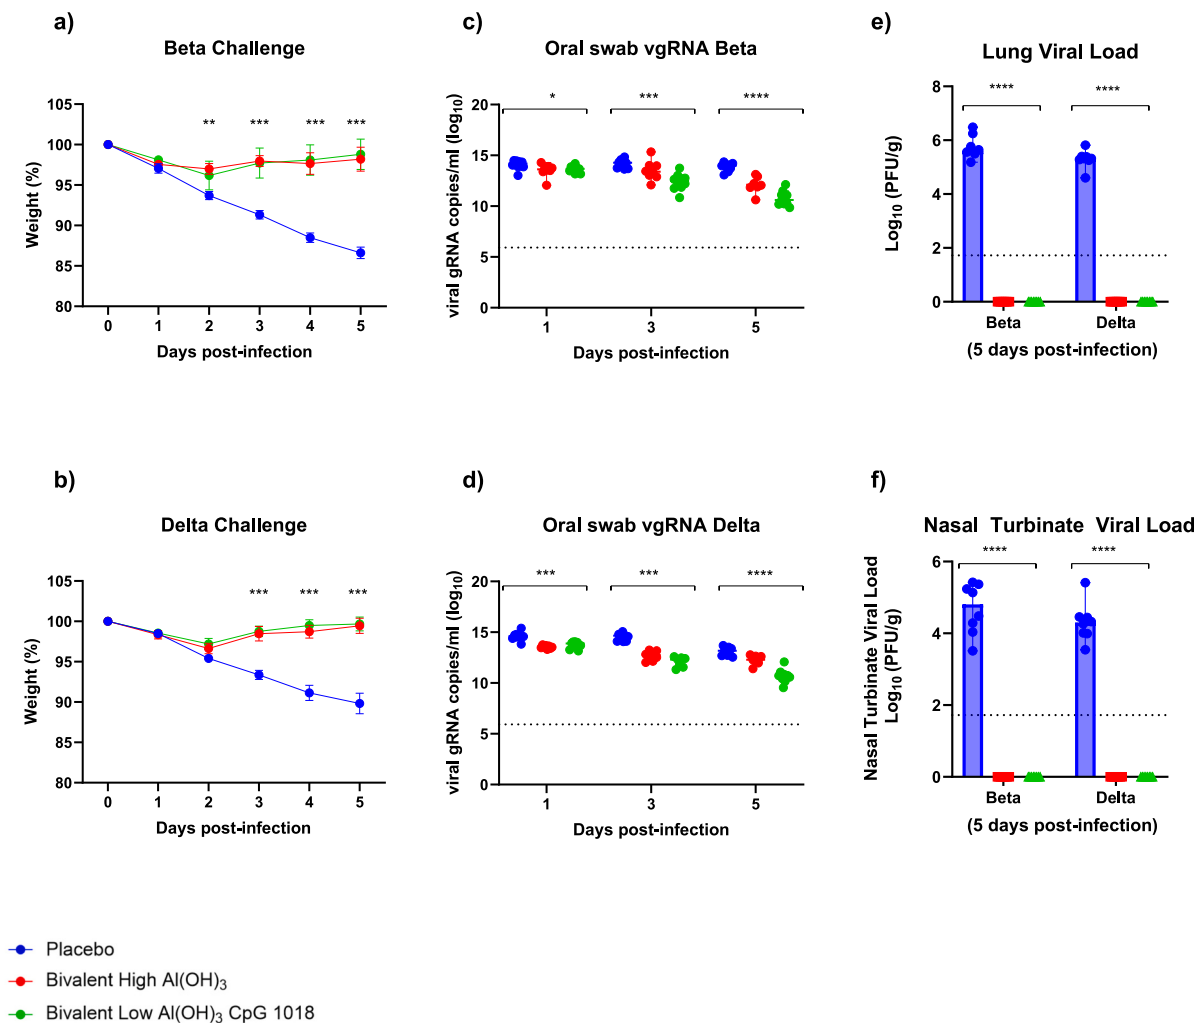 a)
Beta Challenge
Weight (%)
105
100
95
90
85
80
** *** *** ***
0 1 2 3 4 5
Days post-infection
c)
Oral swab vgRNA Beta
viral gRNA copies/ml (log10)
20
15
10
5
0
* *** ****
1 3 5
e)
Lung Viral Load
Log10 (PFU/g)
8
6
4
2
0
**** ****
Beta Delta
(5 days post-infection)
b)
Delta Challenge
Weight (%)
105
100
95
90
85
80
*** *** ***
0 1 2 3 4 5
Days post-infection
d)
Oral swab vgRNA Delta
viral gRNA copies/ml (log10)
20
15
10
5
0
*** *** ****
1 3 5
Days post-infection
f)
Nasal Turbinate Viral Load
Nasal Turbinate Viral Load
Log10 (PFU/g)
6
4
2
0
**** ****
Beta Delta
(5 days post-infection)
Placebo
Bivalent High Al(OH)3
Bivalent Low Al(OH)3 CpG 1018